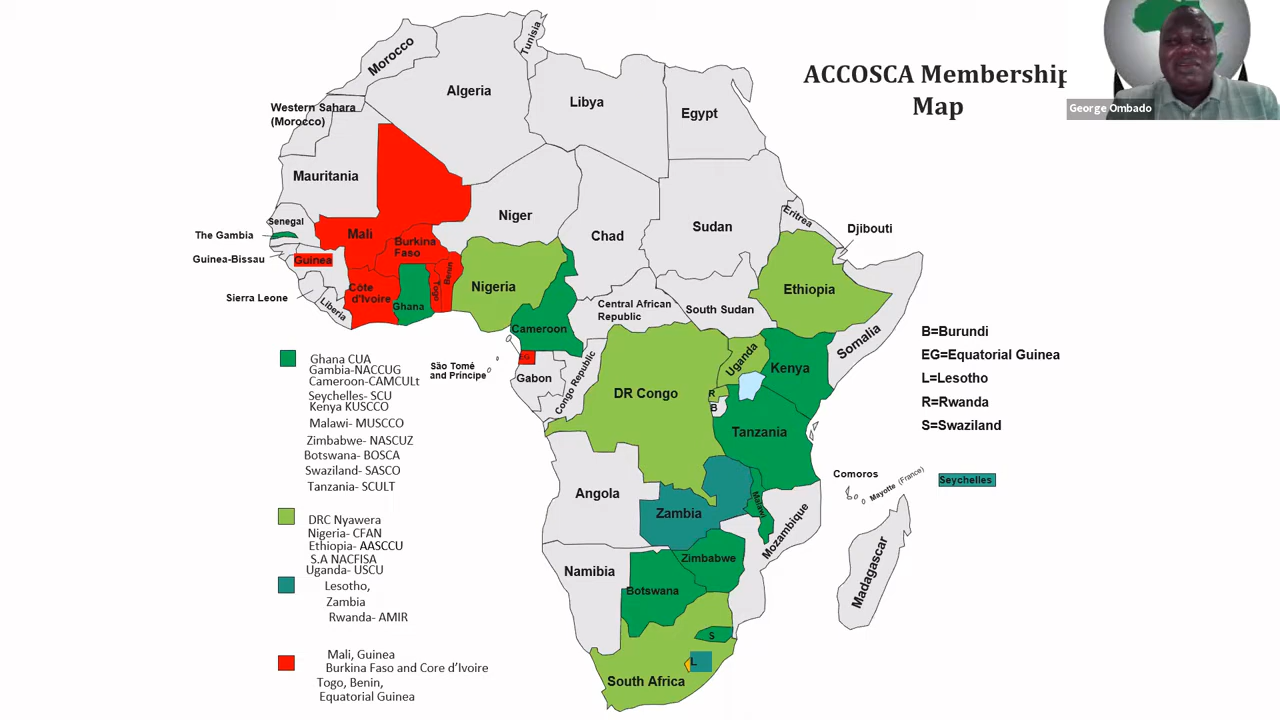 ACCOSCA Membership
Map
George Ombado
Tunisia
Morocco
Algeria
Libya
Egypt
Western Sahara
(Morocco)
Mauritania
Mali
Niger
Chad
Sudan
Eritrea
Djibouti
Senegal
The Gambia
Guinea-Bissau
Guinea
Sierra Leone
Liberia
Burkina
Faso
Côte
d'Ivoire
Ghana
Togo
Benin
Nigeria
Cameroon
Central African
Republic
South Sudan
Ethiopia
Somalia
São Tomé
and Príncipe
EG
Gabon
Congo Republic
DR Congo
Uganda
Kenya
R
B
Tanzania
Angola
Zambia
Malawi
Mozambique
Comoros
Mayotte (France)
Seychelles
Madagascar
Namibia
Botswana
Zimbabwe
S
L
South Africa
B=Burundi
EG=Equatorial Guinea
L=Lesotho
R=Rwanda
S=Swaziland
Ghana CUA
Gambia-NACCUG
Cameroon-CAMCULt
Seychelles- SCU
Kenya KUSCCO
Malawi- MUSCCO
Zimbabwe- NASCUZ
Botswana- BOSCA
Swaziland- SASCO
Tanzania- SCULT
DRC Nyawera
Nigeria- CFAN
Ethiopia- AASCCU
S.A NACFISA
Uganda- USCU
Lesotho,
Zambia
Rwanda- AMIR
Mali, Guinea
Burkina Faso and Core d'Ivoire
Togo, Benin,
Equatorial Guinea